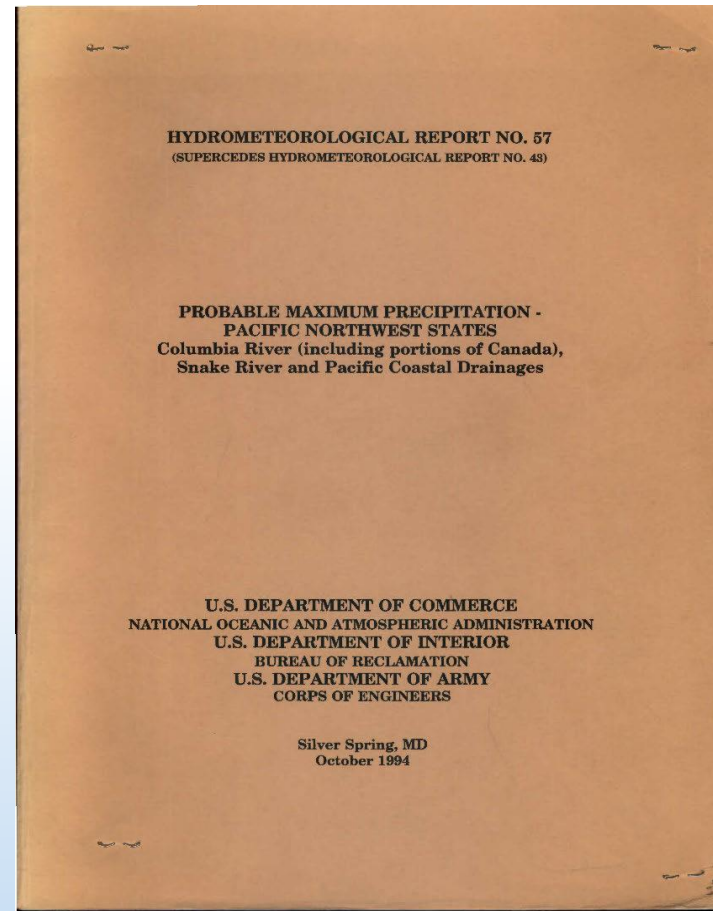 HYDROMETEOROLOGICAL REPORT NO. 57
(SUPERCEDES HYDROMETEOROLOGICAL REPORT NO. 43)
PROBABLE MAXIMUM PRECIPITATION -
PACIFIC NORTHWEST STATES
Columbia River (including portions of Canada),
Snake River and Pacific Coastal Drainages
U.S. DEPARTMENT OF COMMERCE
NATIONAL OCEANIC AND ATMOSPHERIC ADMINISTRATION
U.S. DEPARTMENT OF INTERIOR
BUREAU OF RECLAMATION
U.S. DEPARTMENT OF ARMY
CORPS OF ENGINEERS
Silver Spring, MD
October 1994